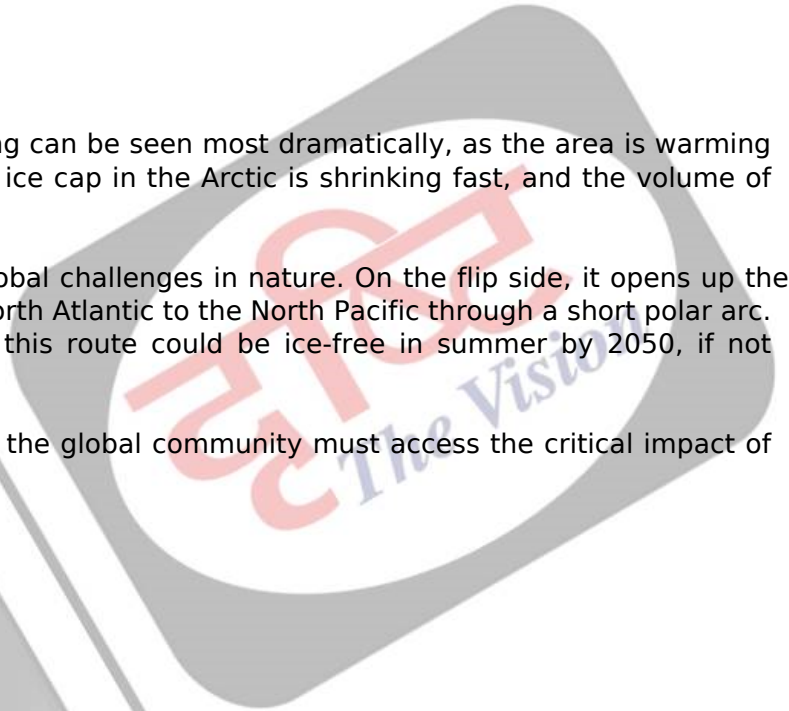 ng can be seen most dramatically, as the area is warming
ice cap in the Arctic is shrinking fast, and the volume of
obal challenges in nature. On the flip side, it opens up the
orth Atlantic to the North Pacific through a short polar arc.
this route could be ice-free in summer by 2050, if not
the global community must access the critical impact of
दृष्टि
The Vision